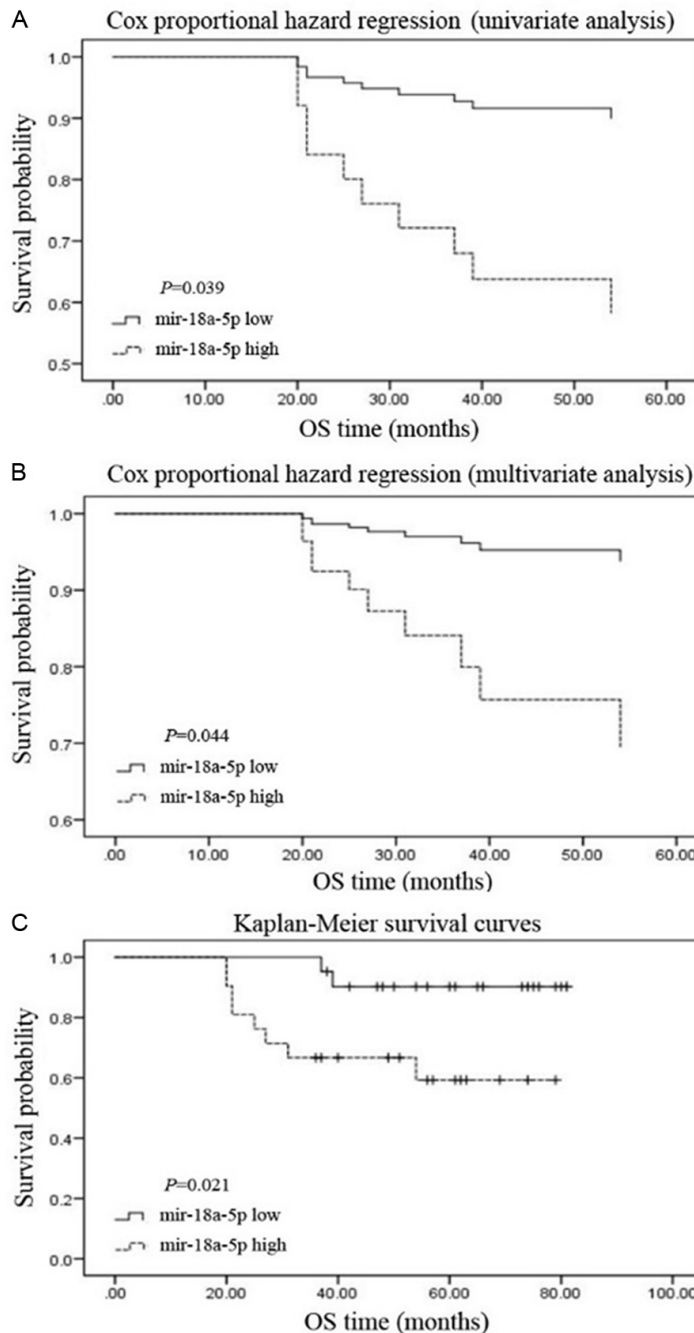 A
Cox proportional hazard regression (univariate analysis)
Survival probability
1.0
0.9
0.8
0.7
0.6
0.5
P=0.039
mir-18a-5p low
mir-18a-5p high
.00 10.00 20.00 30.00 40.00 50.00 60.00
OS time (months)
B
Cox proportional hazard regression (multivariate analysis)
Survival probability
1.0
0.9
0.8
0.7
0.6
P=0.044
mir-18a-5p low
mir-18a-5p high
.00 10.00 20.00 30.00 40.00 50.00 60.00
OS time (months)
C
Kaplan-Meier survival curves
Survival probability
1.0
0.8
0.6
0.4
0.2
0.0
P=0.021
mir-18a-5p low
mir-18a-5p high
.00 20.00 40.00 60.00 80.00 100.00
OS time (months)